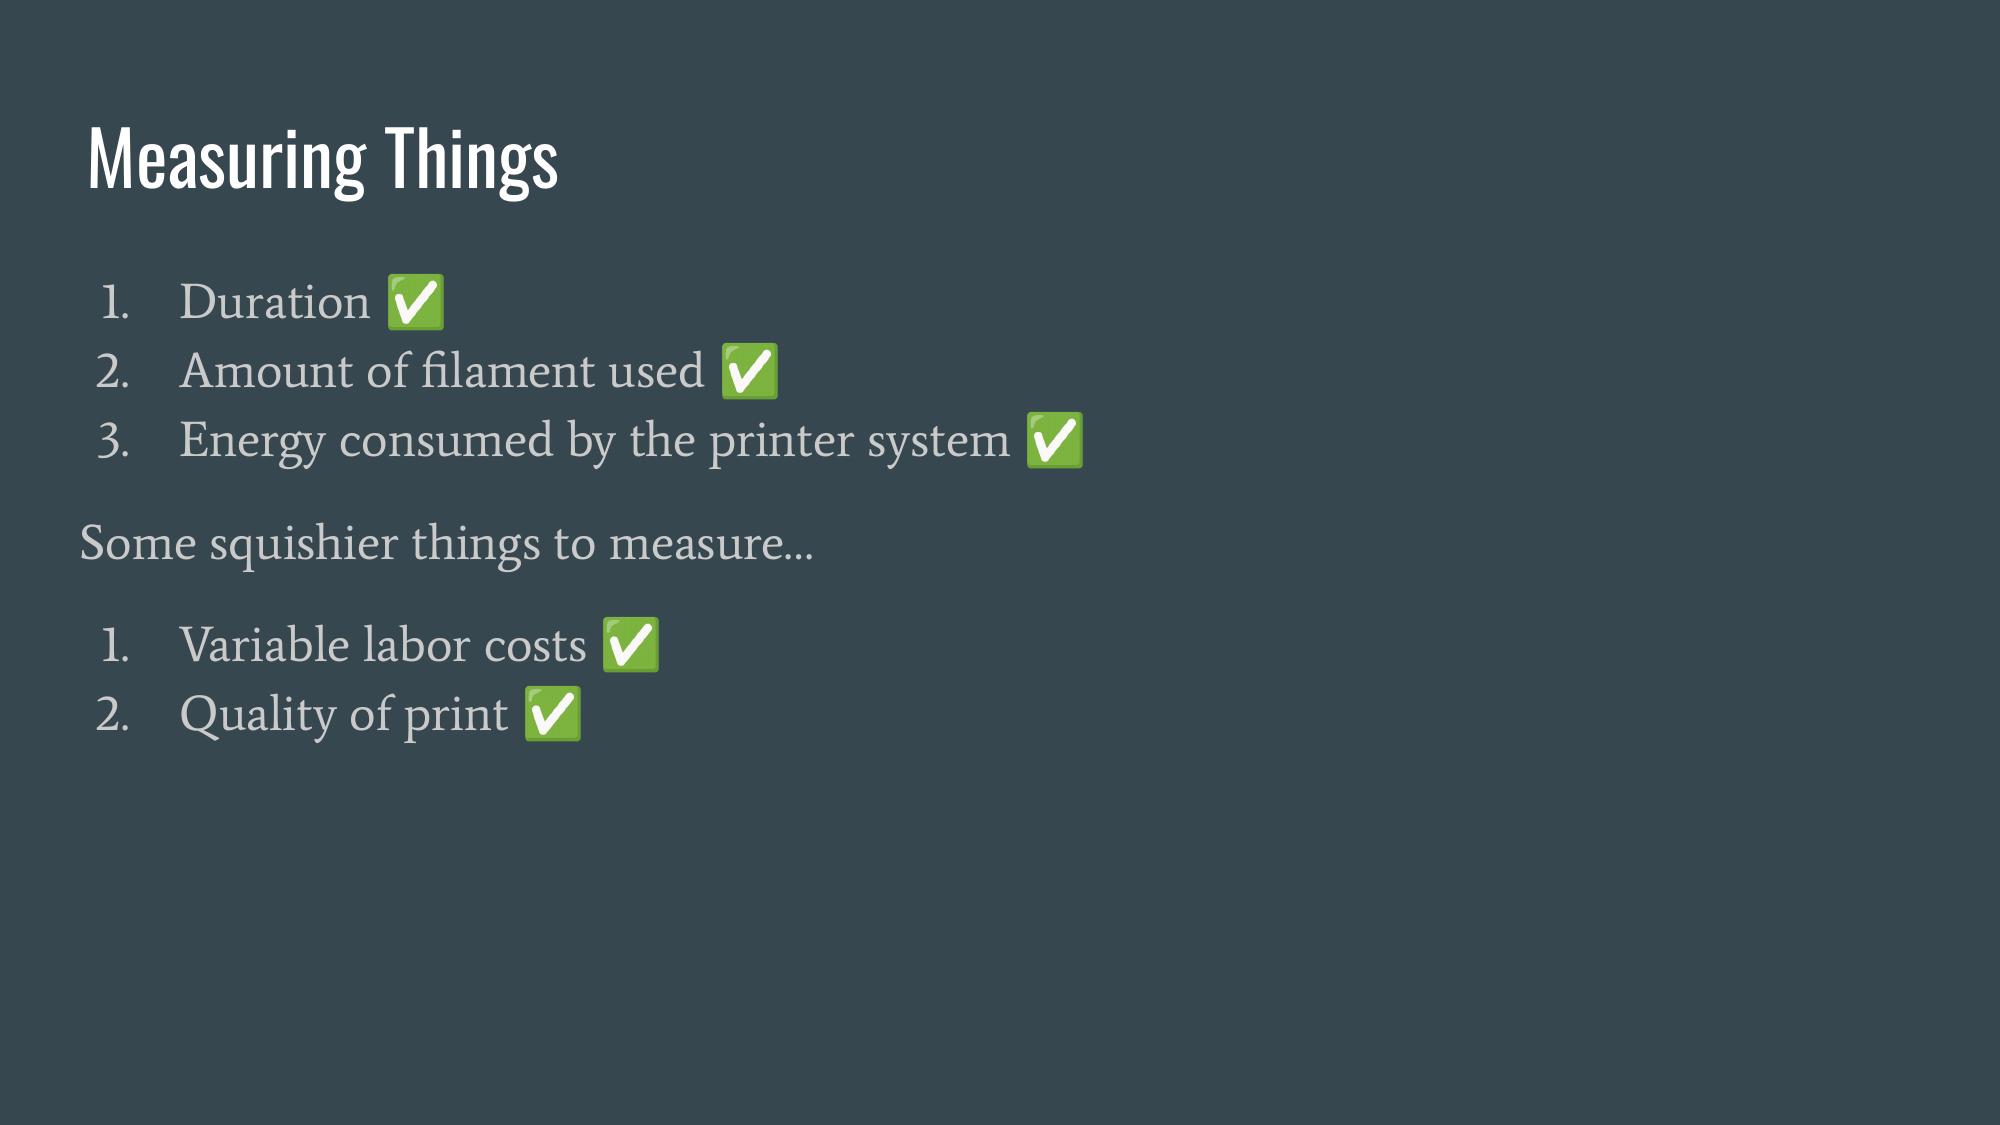 Measuring Things
1. Duration ✅
2. Amount of filament used ✅
3. Energy consumed by the printer system ✅
Some squishier things to measure...
1. Variable labor costs ✅
2. Quality of print ✅